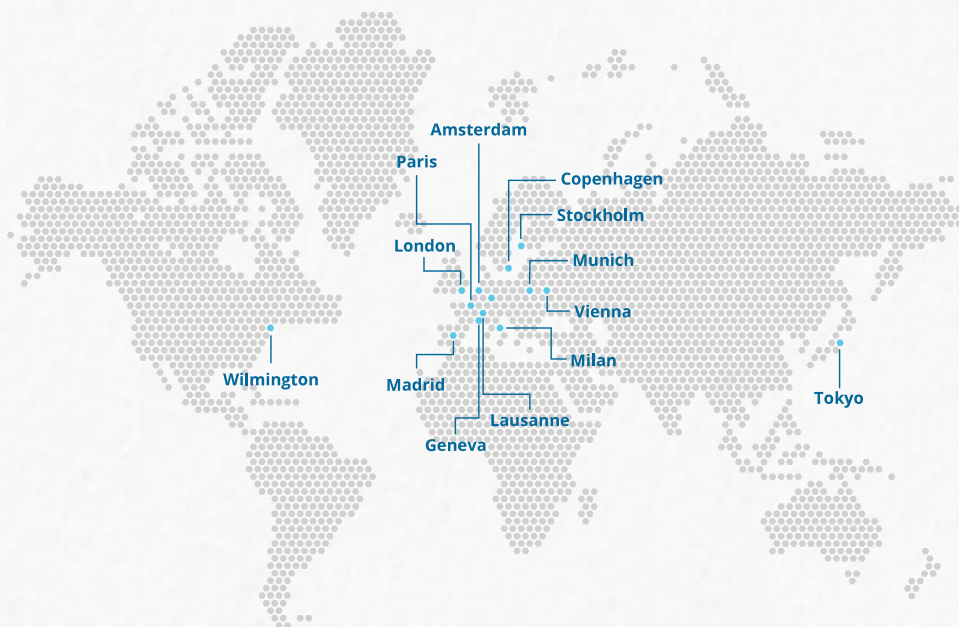 Amsterdam
Paris
Copenhagen
Stockholm
London
Munich
Vienna
Milan
Wilmington
Madrid
Tokyo
Lausanne
Geneva